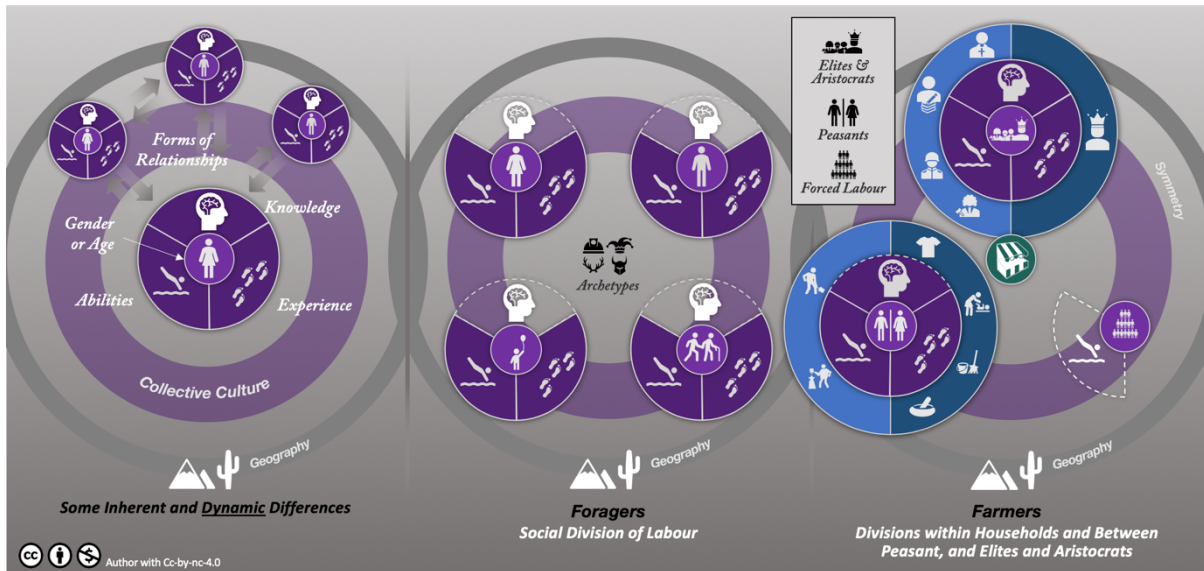 Forms of
Relationships
Gender
or Age
Knowledge
Abilities
Experience
Collective Culture
Geography
Some Inherent and Dynamic Differences
Author with Cc-by-nc-4.0
Archetypes
Geography
Foragers
Social Division of Labour
Elites &
Aristocrats
Peasants
Forced Labour
Symmetry
Geography
Farmers
Divisions within Households and Between
Peasant, and Elites and Aristocrats